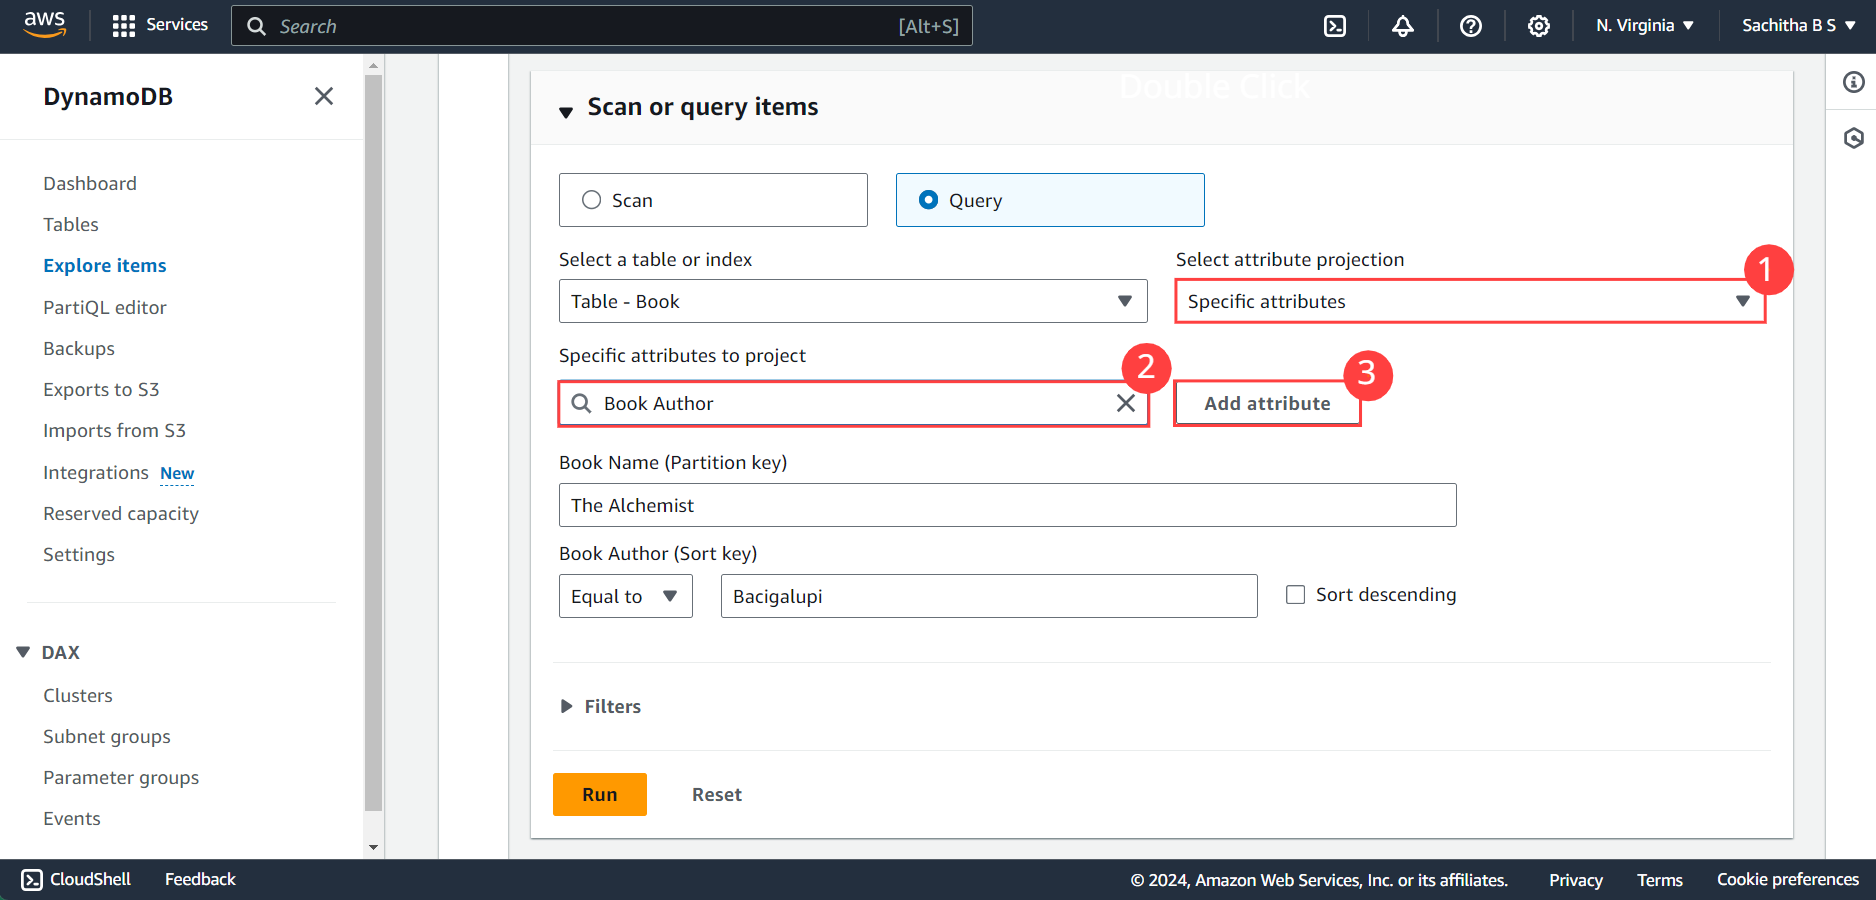 aws
Services
Search
[Alt+S]
N. Virginia
Sachitha B S
DynamoDB
Dashboard
Tables
Explore items
PartiQL editor
Backups
Exports to S3
Imports from S3
Integrations New
Reserved capacity
Settings
DAX
Clusters
Subnet groups
Parameter groups
Events
Double Click
Scan or query items
Scan
Query
Select a table or index
Table - Book
Select attribute projection
1
Specific attributes
Specific attributes to project
2
Book Author
3
Add attribute
Book Name (Partition key)
The Alchemist
Book Author (Sort key)
Equal to
Bacigalupi
Sort descending
Filters
Run
Reset
CloudShell
Feedback
© 2024, Amazon Web Services, Inc. or its affiliates.
Privacy
Terms
Cookie preferences